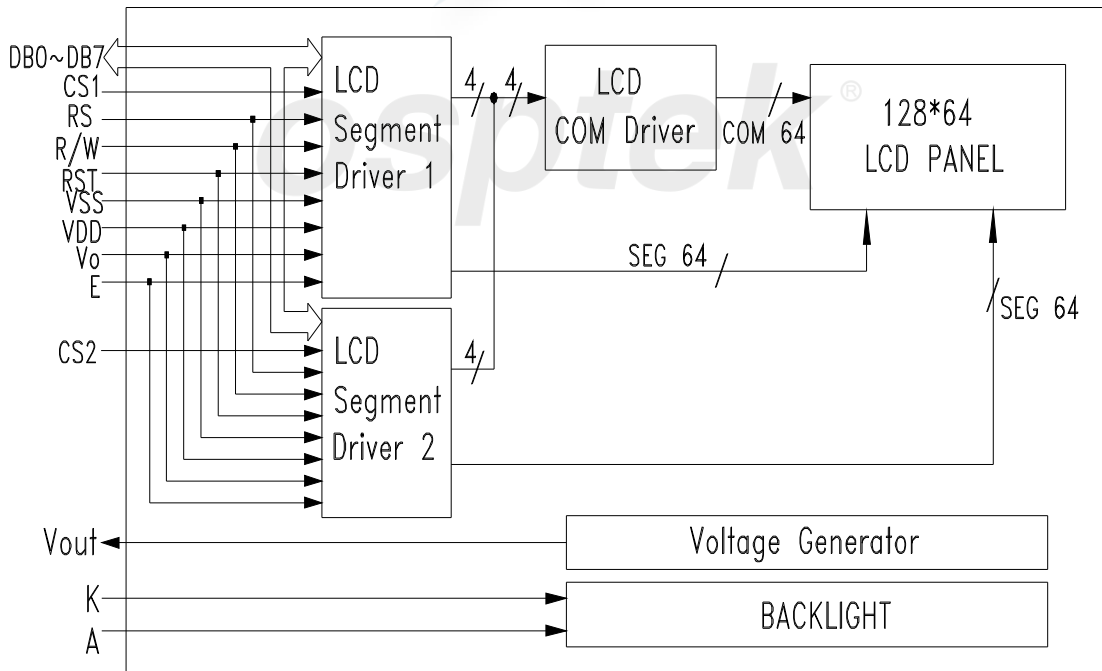 DB0~DB7
CS1
RS
R/W
RST
VSS
VDD
Vo
E
CS2
LCD
Segment
Driver 1
4
4
LCD
COM Driver
COM 64
128*64
LCD PANEL
SEG 64
SEG 64
LCD
Segment
Driver 2
4
Vout
Voltage Generator
K
A
BACKLIGHT
osptek ®